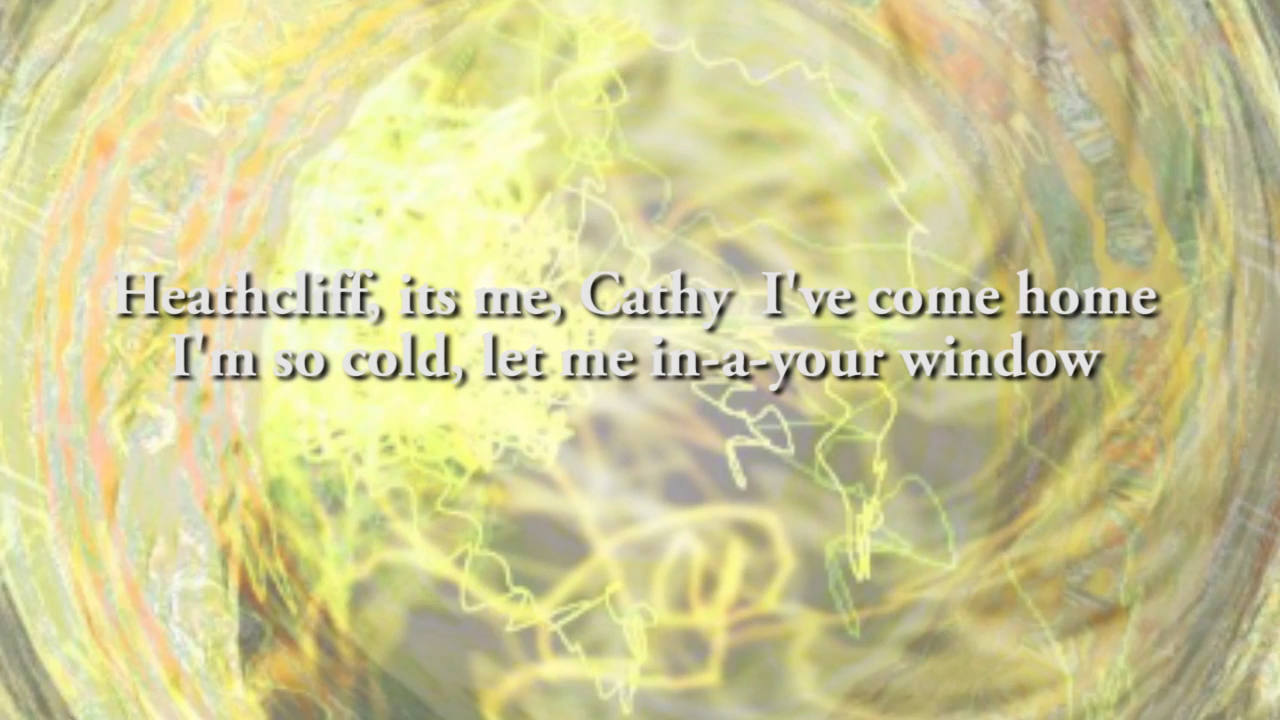 Heathcliff, its me, Cathy  I've come home
I'm so cold, let me in-a-your window